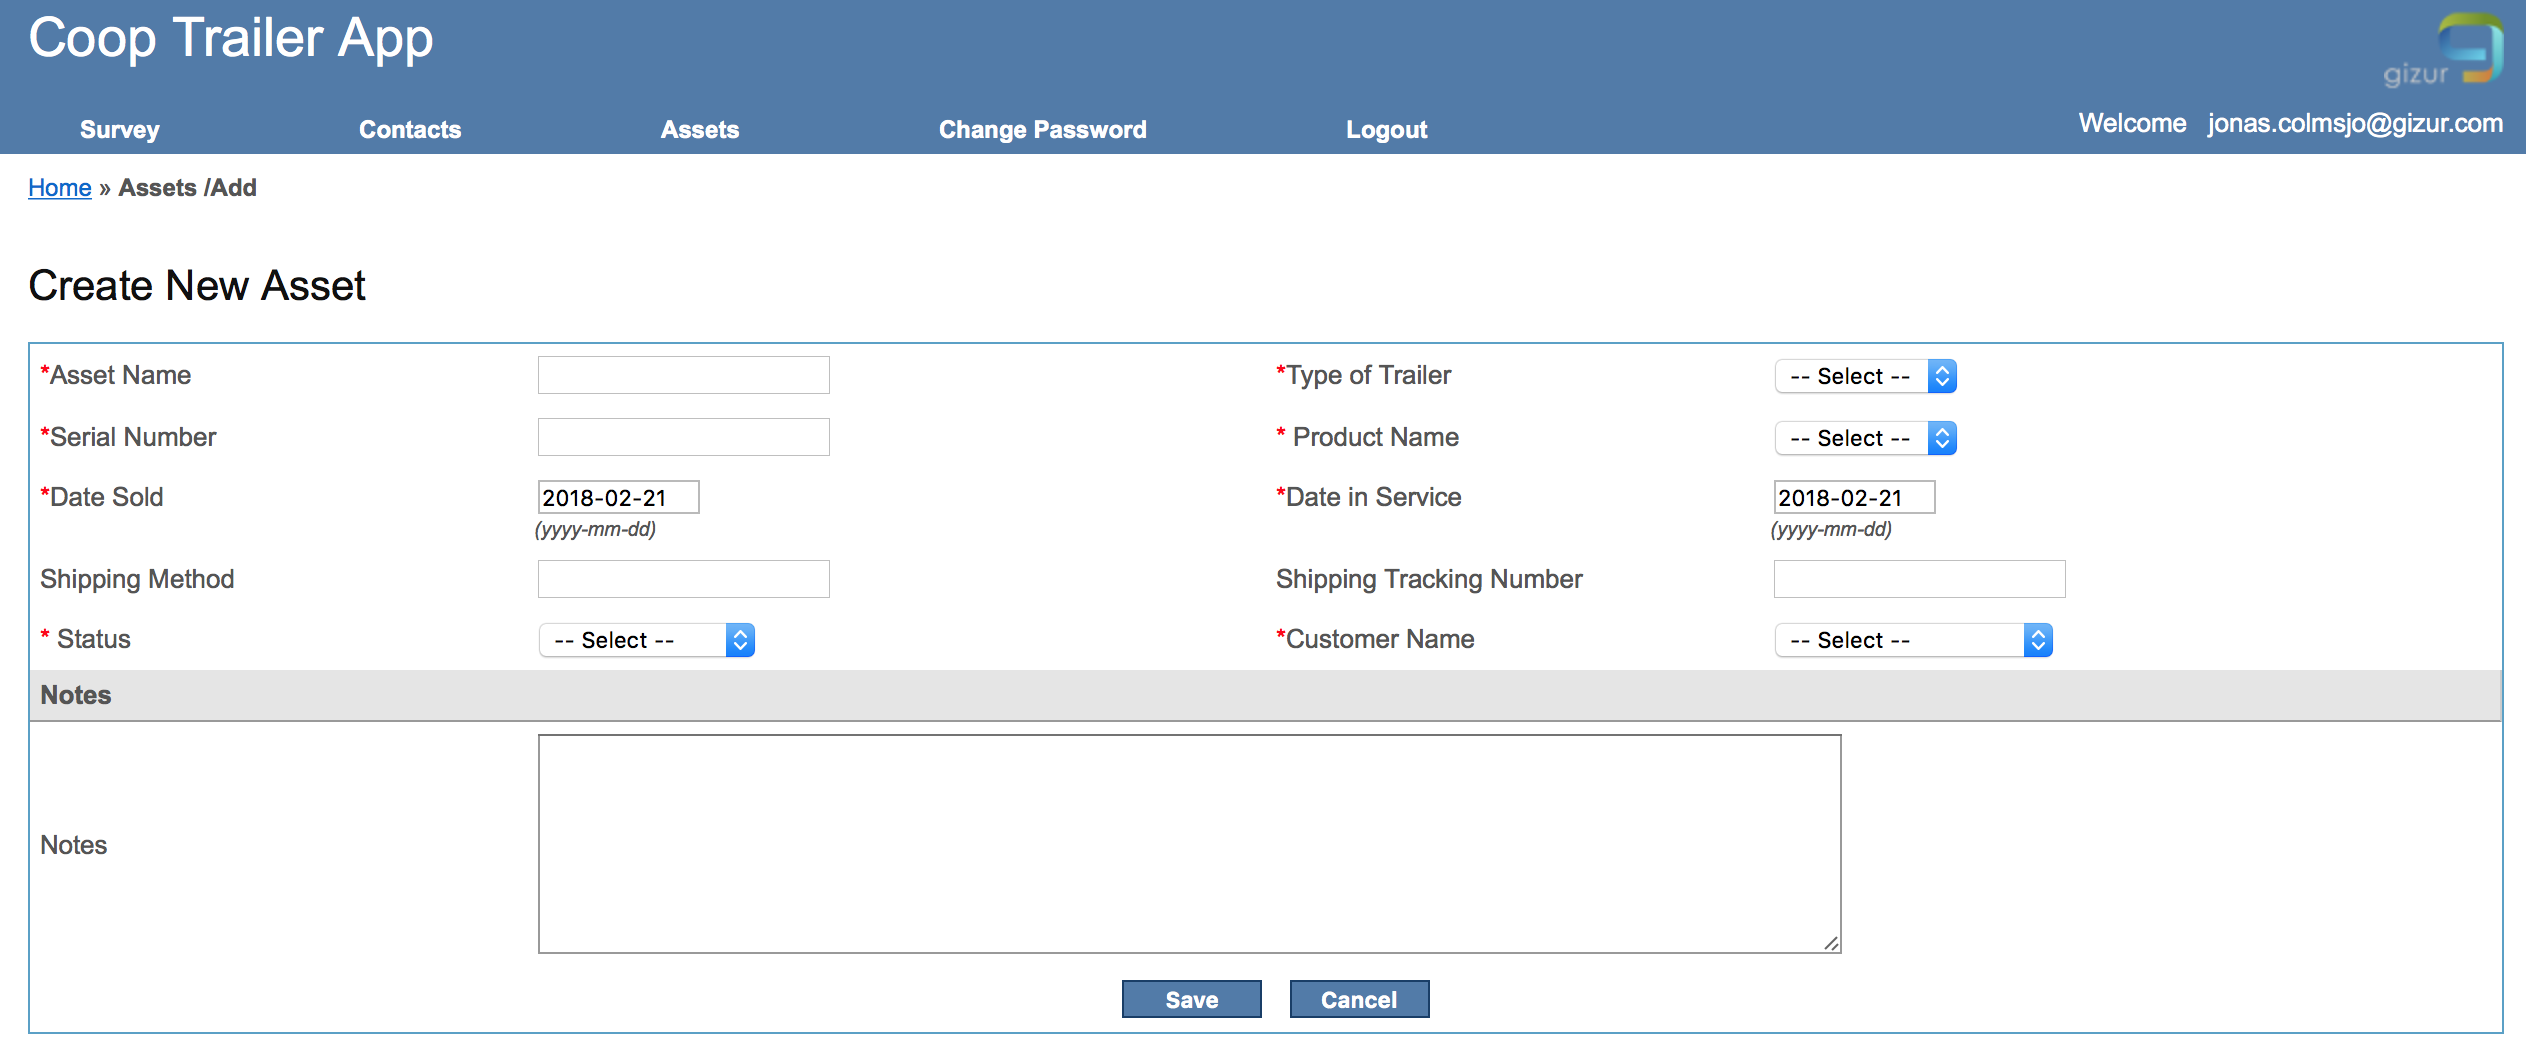 Coop Trailer App
gizur
Survey Contacts Assets Change Password Logout Welcome jonas.colmsjo@gizur.com
Home » Assets /Add
Create New Asset
*Asset Name *Type of Trailer -- Select --
*Serial Number * Product Name -- Select --
*Date Sold 2018-02-21 *Date in Service 2018-02-21
(yyyy-mm-dd) (yyyy-mm-dd)
Shipping Method Shipping Tracking Number
* Status -- Select -- *Customer Name -- Select --
Notes
Notes
Save Cancel